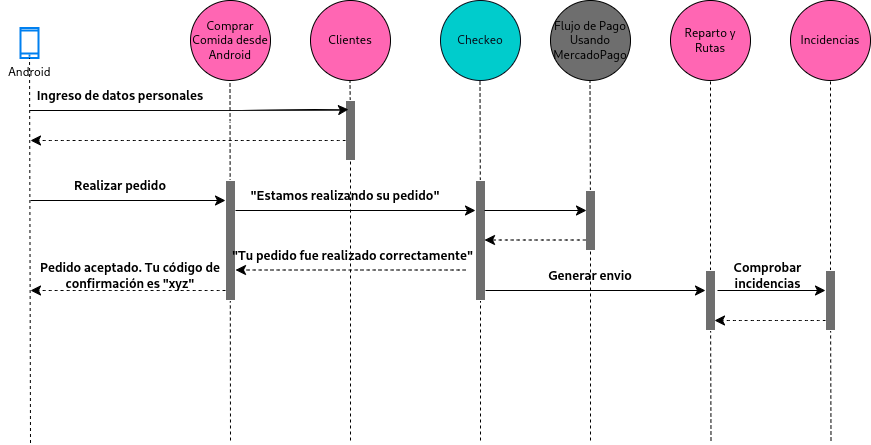 Comprar
Comida desde
Android
Clientes
Checkeo
Flujo de Pago
Usando
MercadoPago
Reparto y
Rutas
Incidencias
Android
Ingreso de datos personales
Realizar pedido
"Estamos realizando su pedido"
"Tu pedido fue realizado correctamente"
Pedido aceptado. Tu código de
confirmación es "xyz"
Generar envio
Comprobar
incidencias